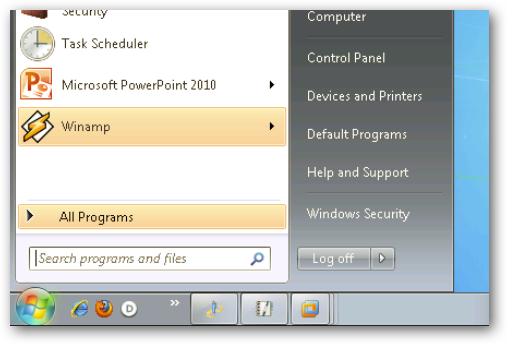 Security
Task Scheduler
Microsoft PowerPoint 2010
Winamp
All Programs
Search programs and files
Computer
Control Panel
Devices and Printers
Default Programs
Help and Support
Windows Security
Log off
D
»